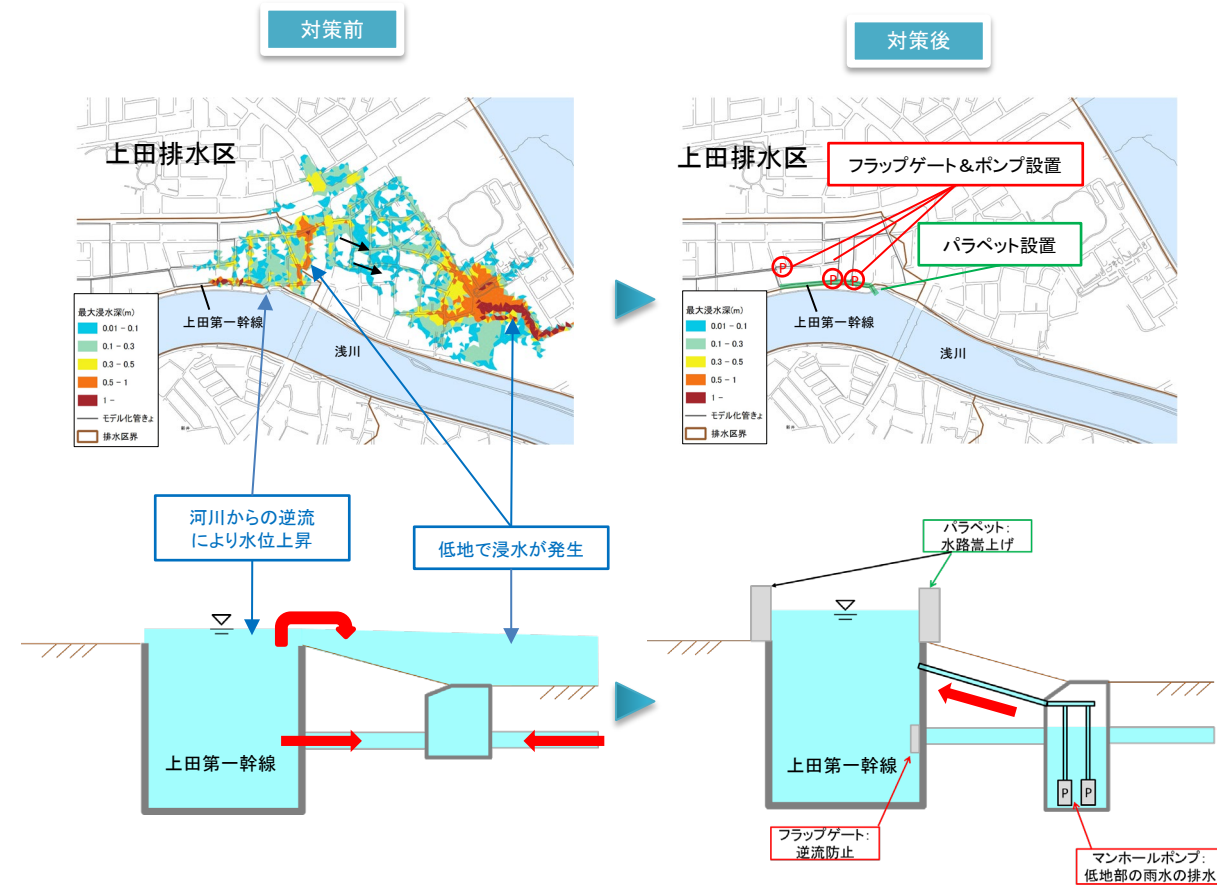 対策前
対策後
上田排水区
上田第一幹線
浅川
最大浸水深(m)
0.01 - 0.1
0.1 - 0.3
0.3 - 0.5
0.5 - 1
1 -
モデル化管きょ
排水区界
上田排水区
フラップゲート＆ポンプ設置
パラペット設置
P
P
P
上田第一幹線
浅川
最大浸水深(m)
0.01 - 0.1
0.1 - 0.3
0.3 - 0.5
0.5 - 1
1 -
モデル化管きょ
排水区界
河川からの逆流
により水位上昇
低地で浸水が発生
上田第一幹線
パラペット：
水路嵩上げ
上田第一幹線
P
P
フラップゲート：
逆流防止
マンホールポンプ：
低地部の雨水の排水